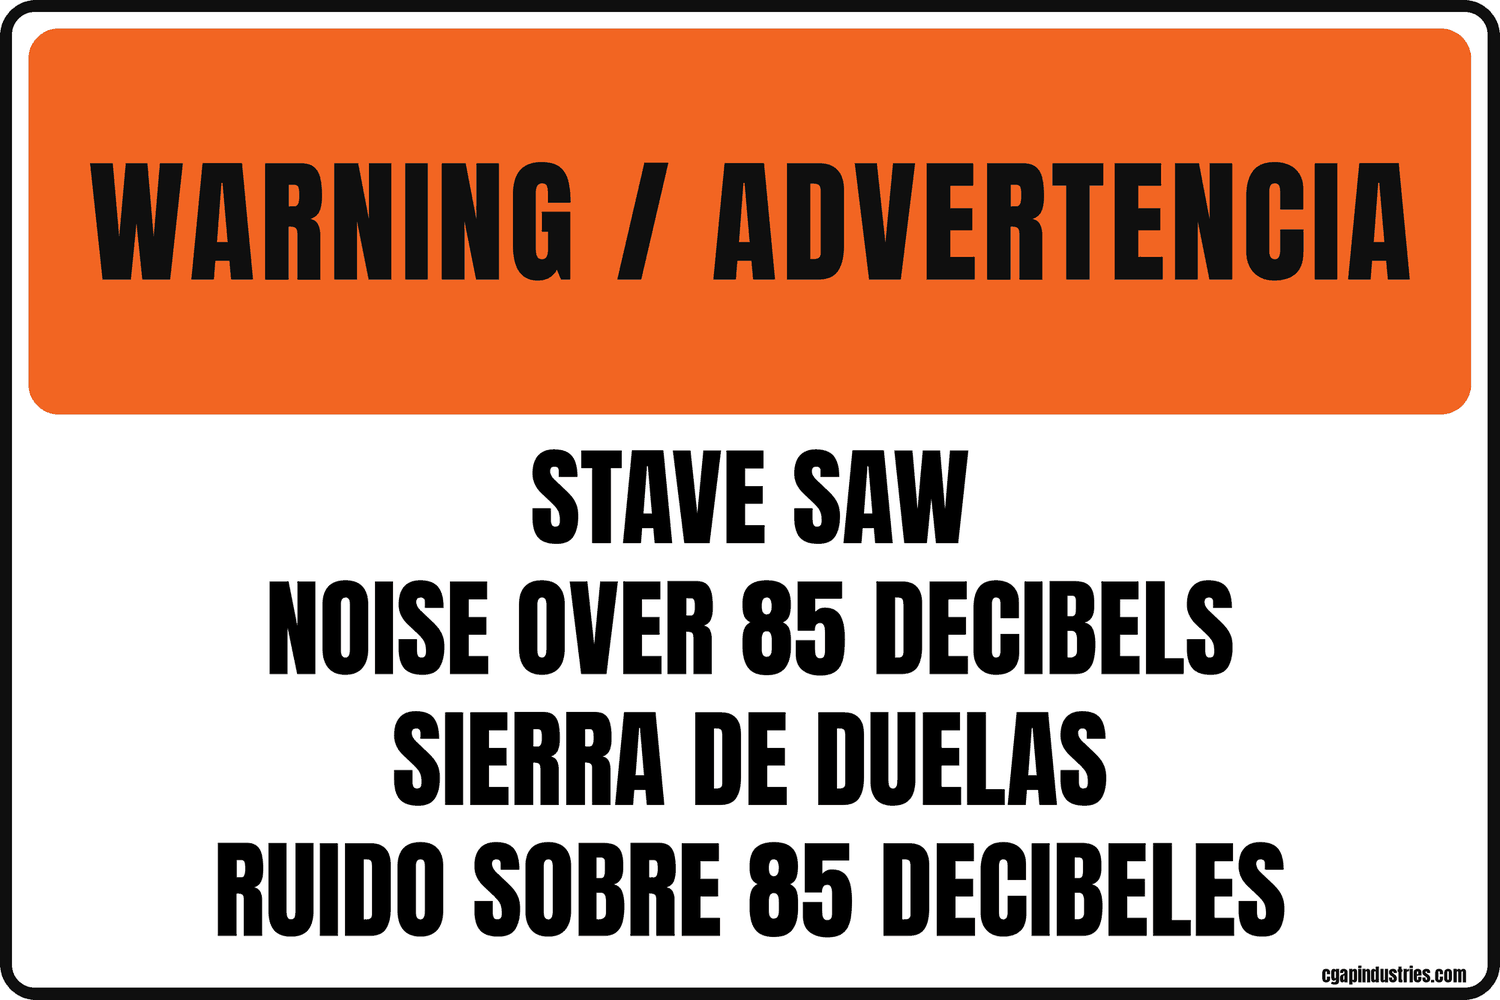 WARNING / ADVERTENCIA
STAVE SAW
NOISE OVER 85 DECIBELS
SIERRA DE DUELAS
RUIDO SOBRE 85 DECIBELES
cgapindustries.com